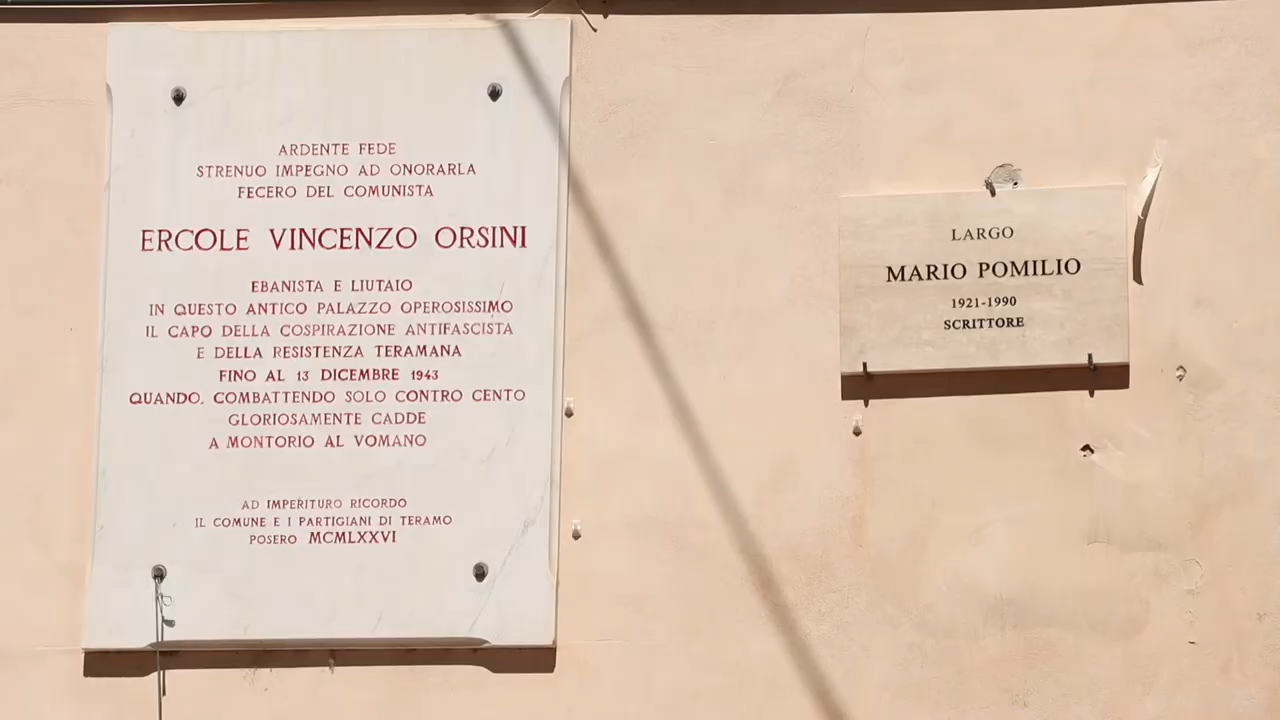 ARDENTE FEDE
STRENUO IMPEGNO AD ONORARLA
FECERO DEL COMUNISTA
ERCOLE VINCENZO ORSINI
EBANISTA E LIUTAIO
IN QUESTO ANTICO PALAZZO OPEROSISSIMO
IL CAPO DELLA COSPIRAZIONE ANTIFASCISTA
E DELLA RESISTENZA TERAMANA
FINO AL 13 DICEMBRE 1943
QUANDO, COMBATTENDO SOLO CONTRO CENTO
GLORIOSAMENTE CADDE
A MONTORIO AL VOMANO
AD IMPERITURO RICORDO
IL COMUNE E I PARTIGIANI DI TERAMO
POSERO MCMLXXVI
LARGO
MARIO POMILIO
1921-1990
SCRITTORE